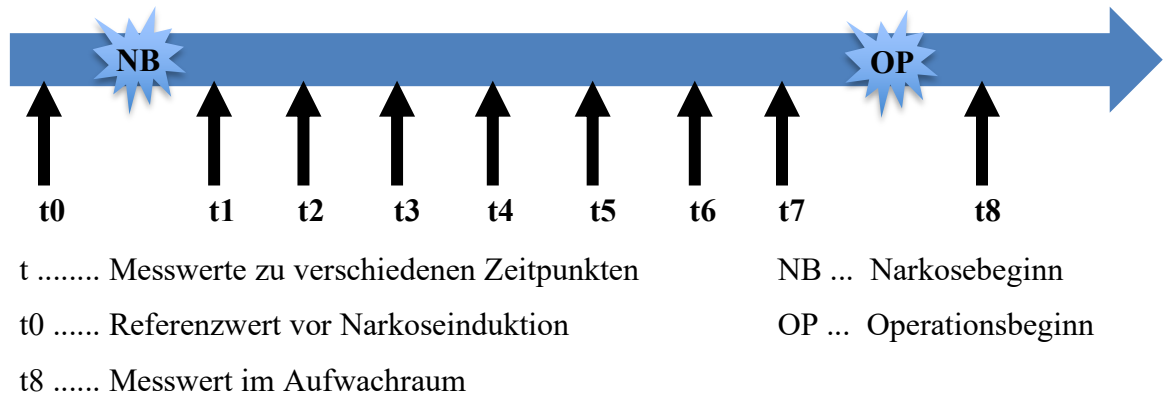 NB OP
t0 t1 t2 t3 t4 t5 t6 t7 t8
t ........ Messwerte zu verschiedenen Zeitpunkten NB ... Narkosebeginn
t0 ...... Referenzwert vor Narkoseinduktion OP ... Operationsbeginn
t8 ...... Messwert im Aufwachraum